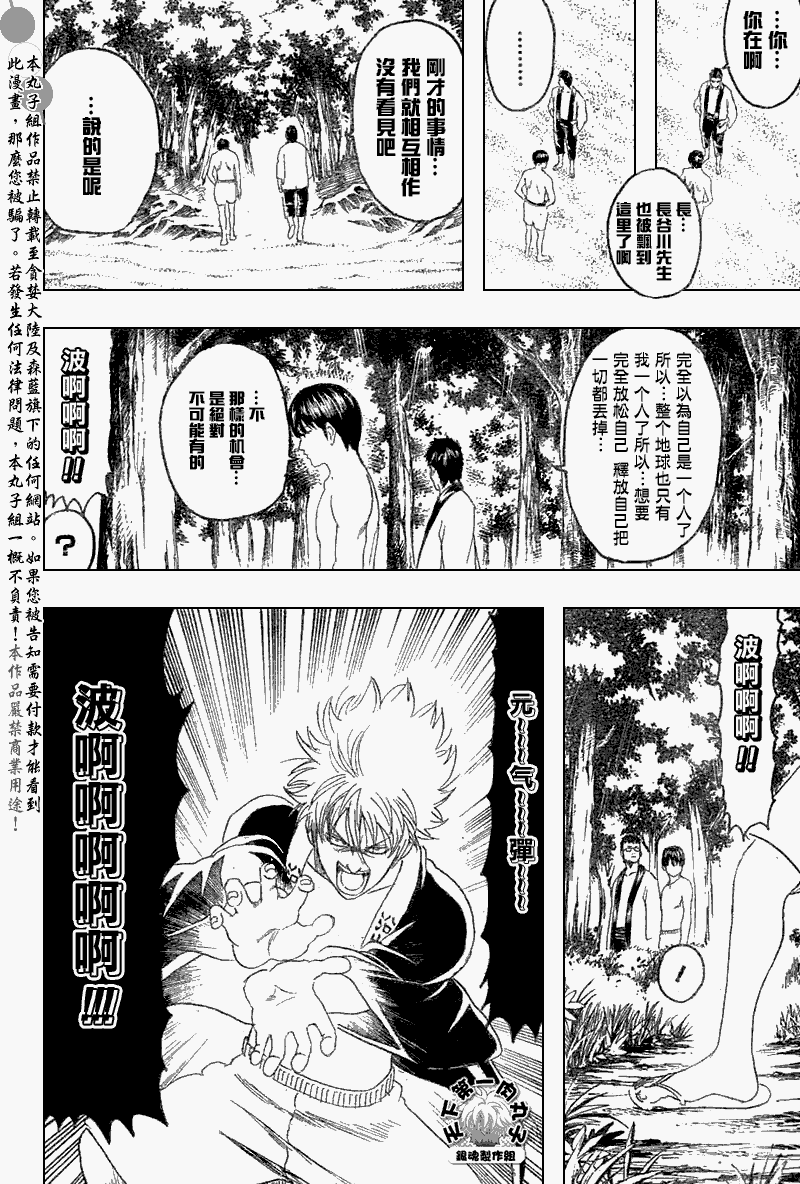 …你…
你在啊
長…
長谷川先生
也被飄到
這里了啊
………
剛才的事情…
我們就相互相作
沒有看見吧
…說的是呢
完全以為自己是一个人了
所以…整个地球也只有
我一个人了所以…想要
完全放松自己 釋放自己把
一切都丟掉…
…不
那樣的机會…
是絕對
不可能有的
波啊啊啊!!
?
波啊啊啊!!
!
元~~气~~彈~~
波啊啊啊啊啊!!!
天下第一肉丸子
銀魂製作組
本丸子組作品禁止轉載至貪婪大陸及森藍旗下的任何網站。如果您被告知需要付款才能看到
此漫畫，那麼您被騙了。若發生任何法律問題，本丸子組一概不負責！本作品嚴禁商業用途！